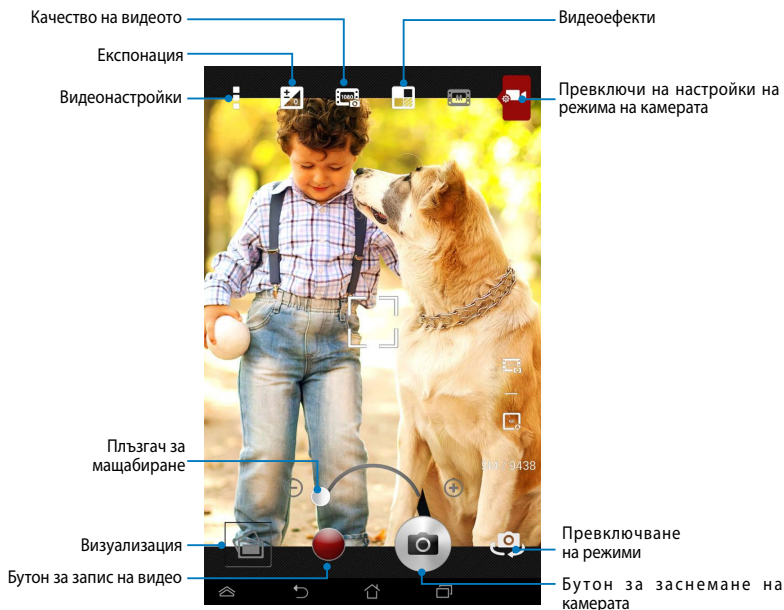 Качество на видеото
Видеоефекти
Експонация
Видеонастройки
Превключи на настройки на
режима на камерата
1080
Плъзгач за
мащабиране
Визуализация
Бутон за запис на видео
Превключване
на режими
Бутон за заснемане на
камерата